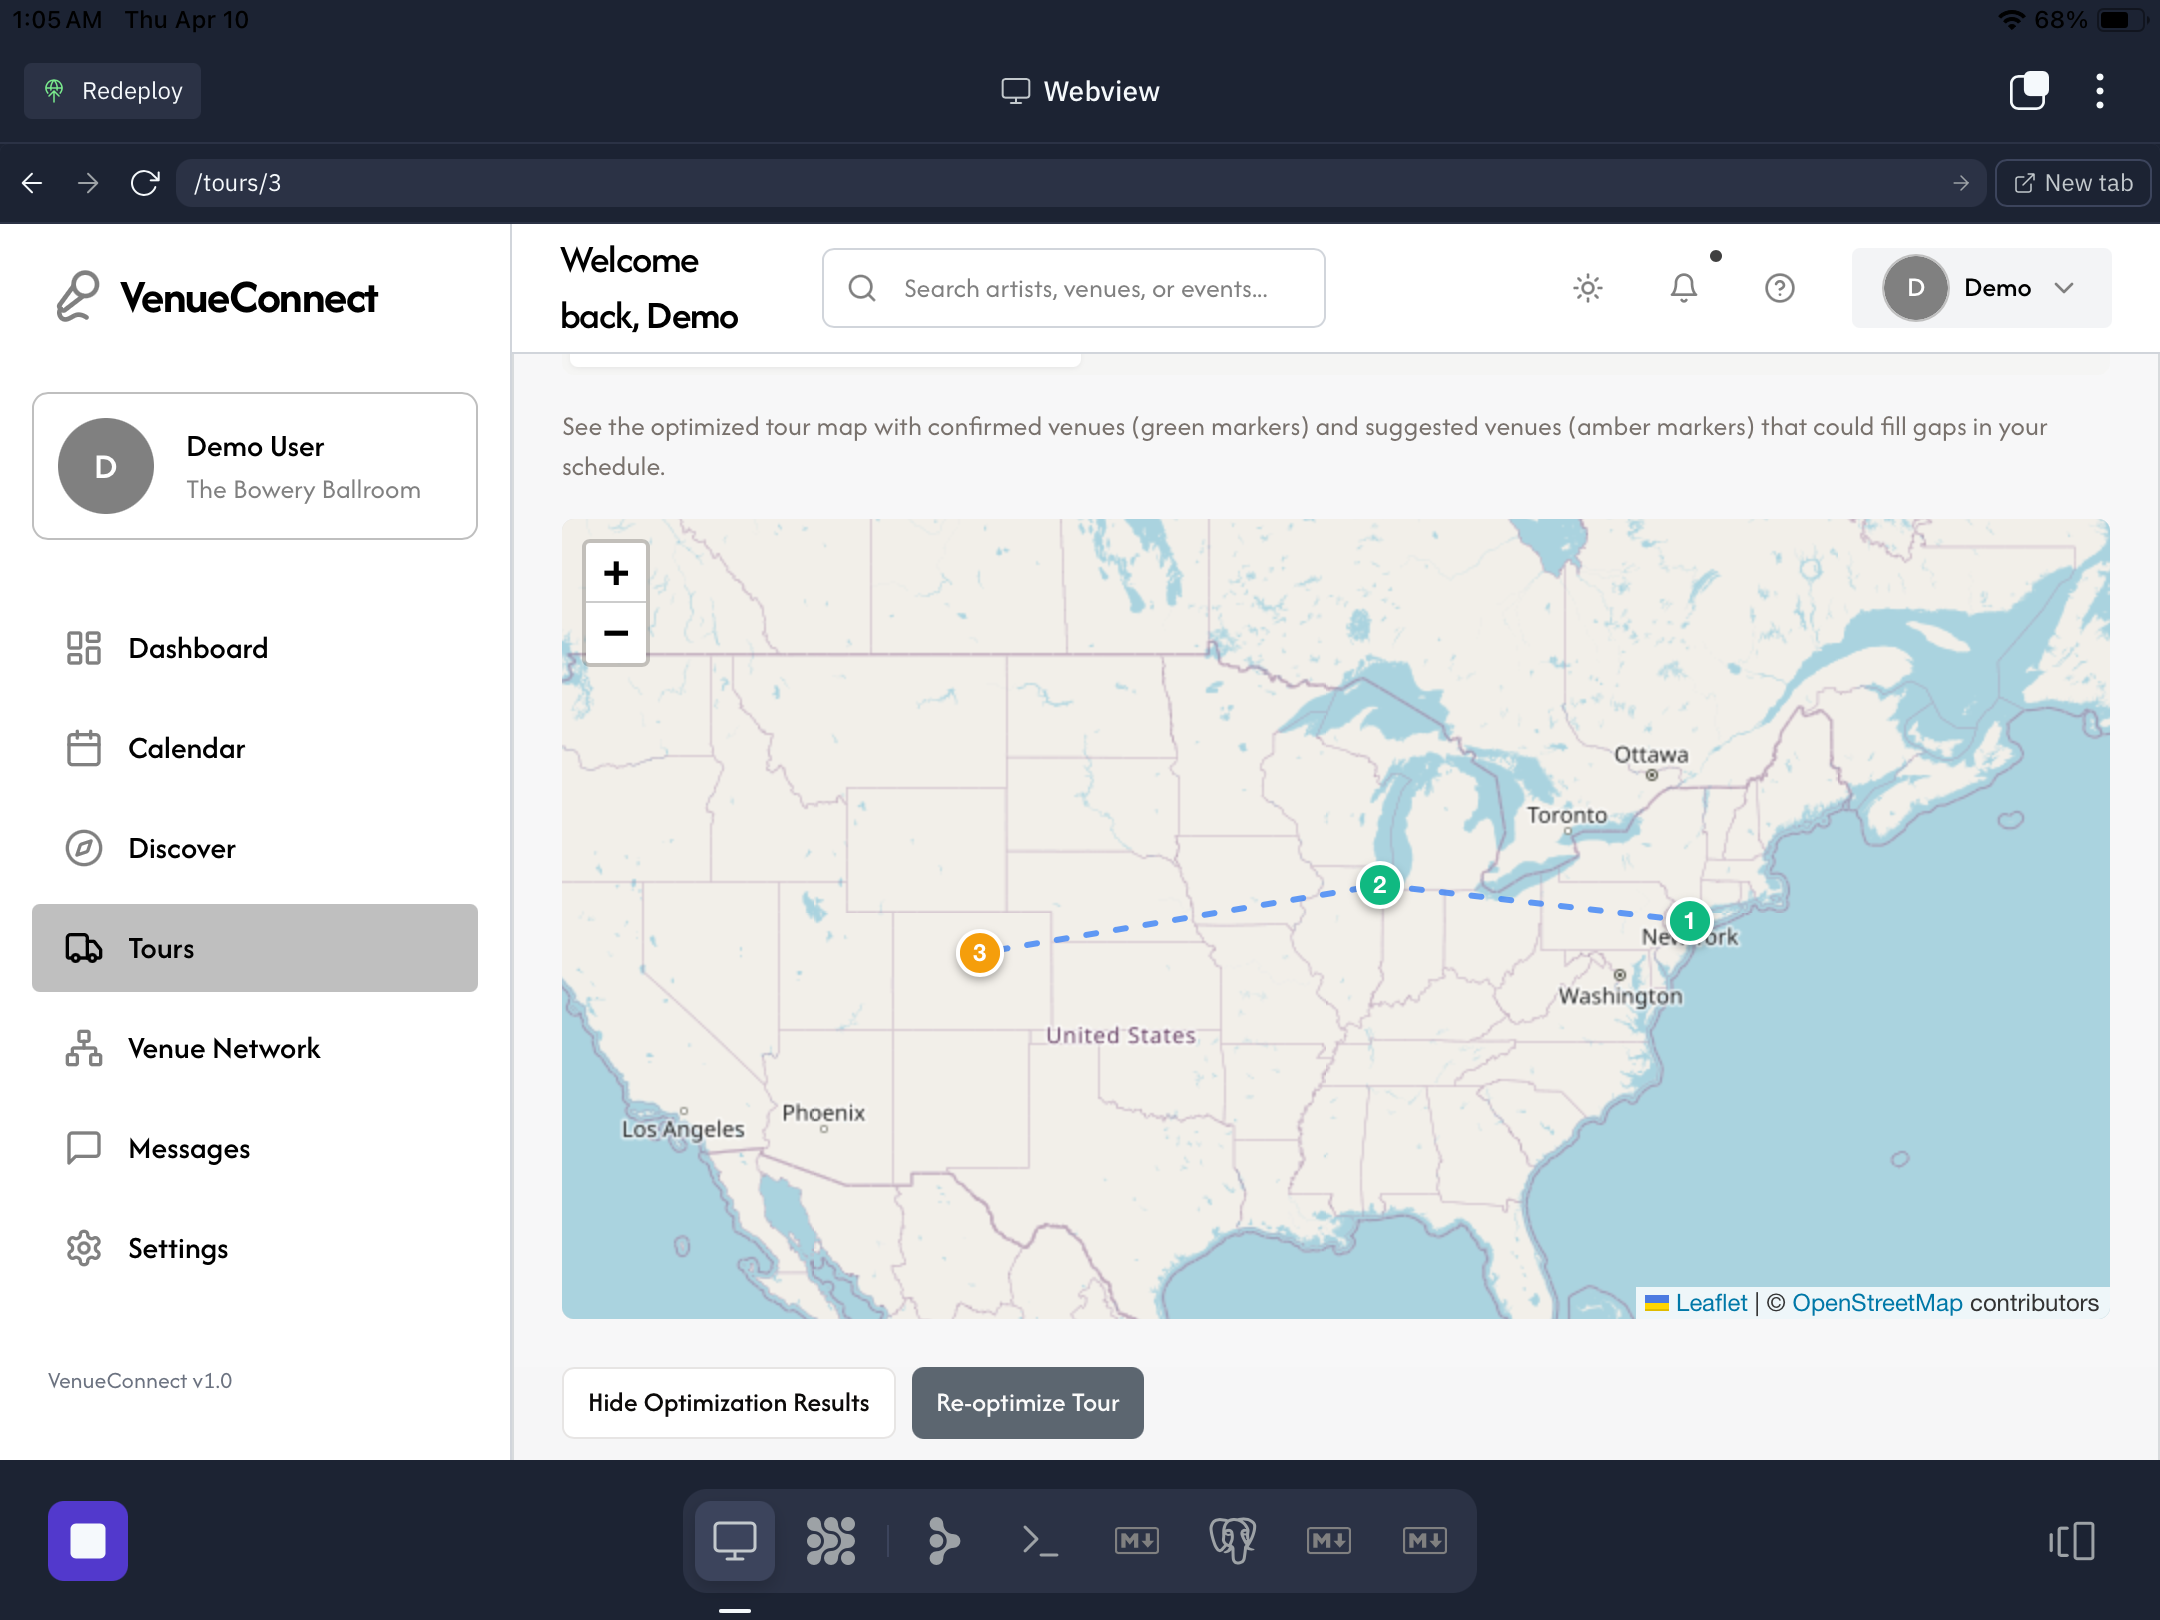 1:05 AM Thu Apr 10
68%
Redeploy
Webview
/tours/3
New tab
VenueConnect
Welcome
back, Demo
Search artists, venues, or events...
D
Demo
D
Demo User
The Bowery Ballroom
Dashboard
Calendar
Discover
Tours
Venue Network
Messages
Settings
VenueConnect v1.0
See the optimized tour map with confirmed venues (green markers) and suggested venues (amber markers) that could fill gaps in your
schedule.
+
−
Ottawa
Toronto
2
1
New York
3
Washington
United States
Phoenix
Los Angeles
Leaflet | © OpenStreetMap contributors
Hide Optimization Results
Re-optimize Tour
M
M
M